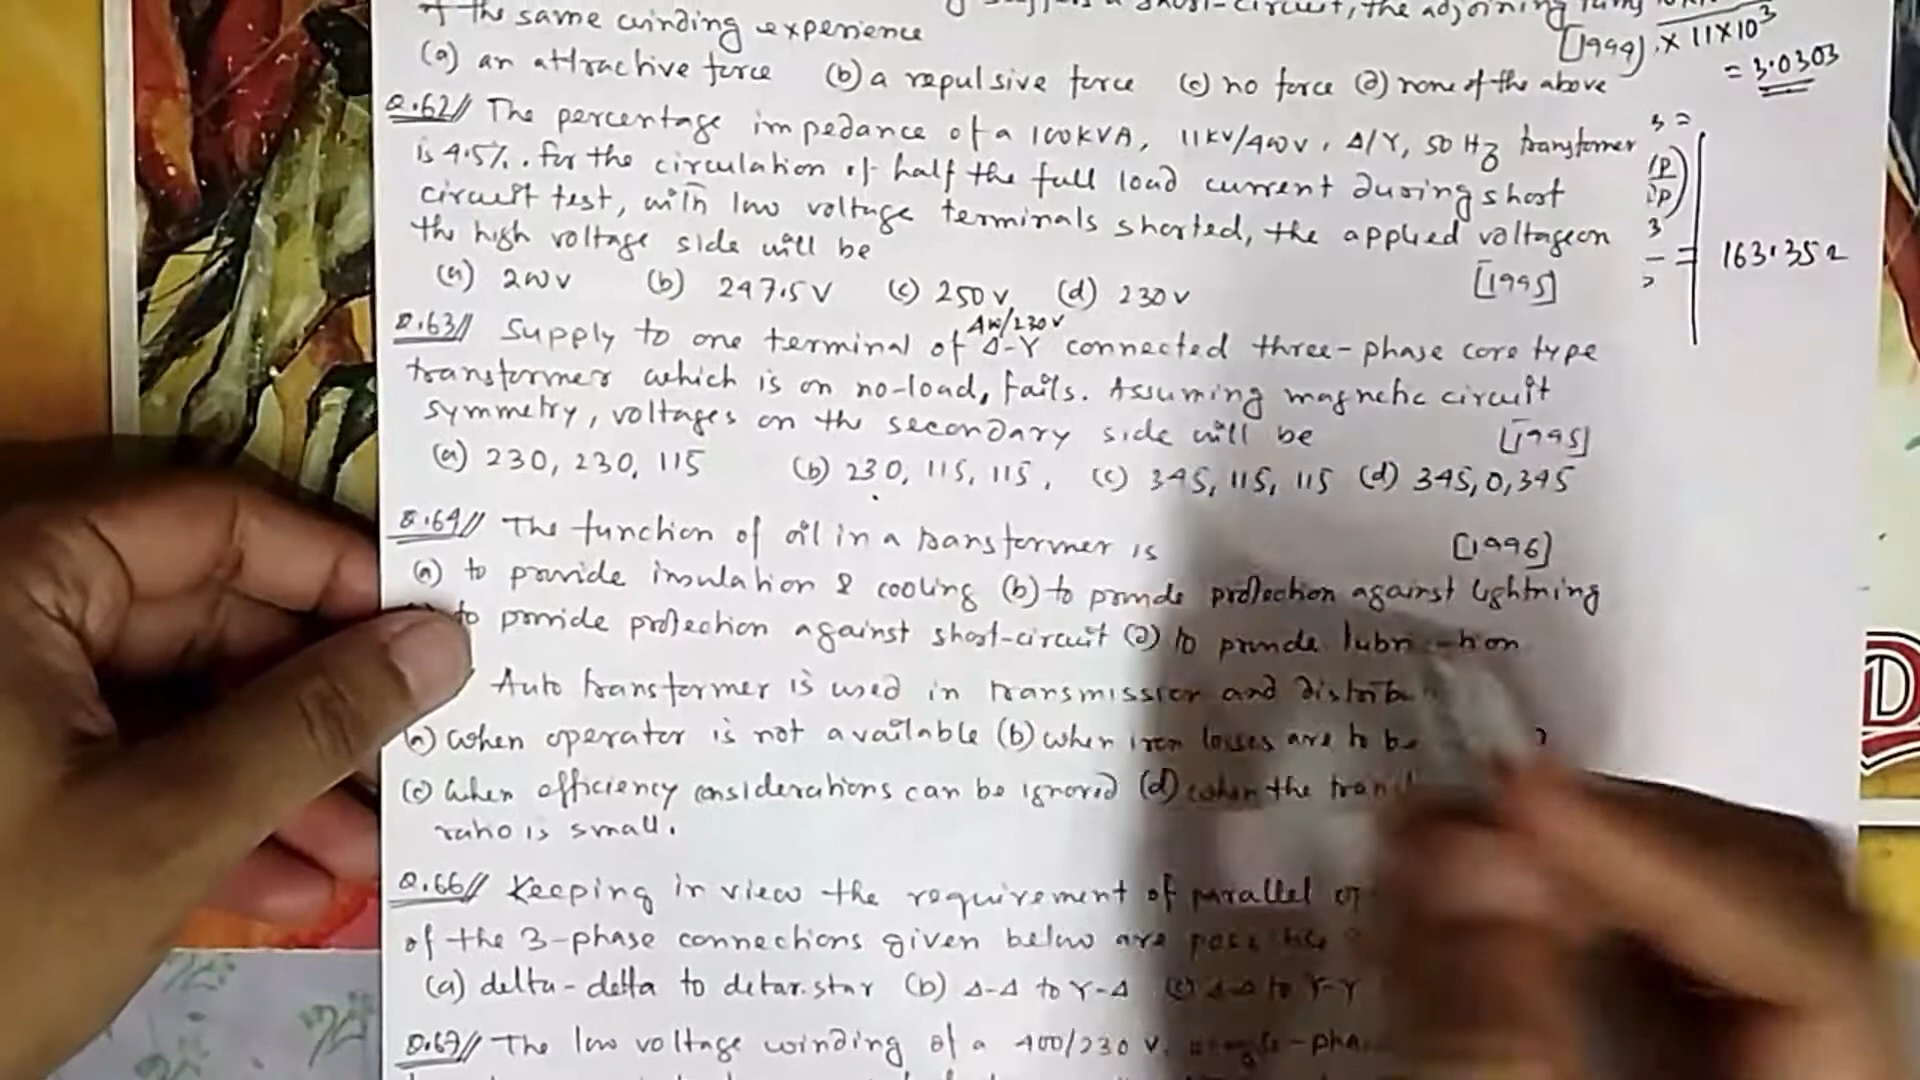 of the same winding experience
[1994] × 11×10³
= 3.0303
(a) an attractive force (b) a repulsive force (c) no force (d) none of the above
Q.62// The percentage impedance of a 100KVA, 11KV/400V, Δ/Y, 50 Hz transformer
is 4.5%. for the circulation of half the full load current during short
circuit test, with low voltage terminals shorted, the applied voltage on
the high voltage side will be
(a) 200V (b) 247.5V (c) 250V, (d) 230V [1995]
= 163.35Ω
400/230V
Q.63// Supply to one terminal of Δ-Y connected three-phase core type
transformer which is on no-load, fails. Assuming magnetic circuit
symmetry, voltages on the secondary side will be [1995]
(a) 230, 230, 115 (b) 230, 115, 115, (c) 345, 115, 115 (d) 345, 0, 345
Q.64// The function of oil in a transformer is [1996]
(a) to provide insulation & cooling (b) to provide protection against lightning
to provide protection against short-circuit (d) to provide
Auto transformer is used in transmission and
(a) when operator is not available (b) when iron losses are to be
(c) when efficiency considerations can be ignored (d) when the
ratio is small.
Q.66// Keeping in view the requirement of parallel
of the 3-phase connections given below are
(a) delta-delta to detar.star (b) Δ-Δ to Y-Δ (c) Δ-Δ to Y-Y
Q.67// The low voltage winding of a 400/230 V,
D